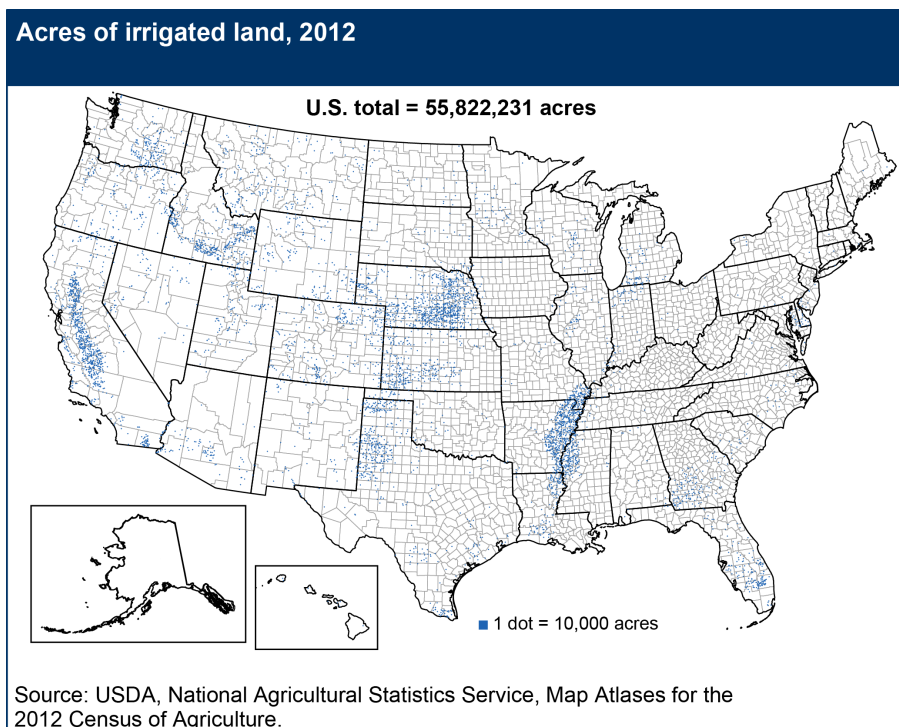 Acres of irrigated land, 2012
U.S. total = 55,822,231 acres
1 dot = 10,000 acres
Source: USDA, National Agricultural Statistics Service, Map Atlases for the
2012 Census of Agriculture.